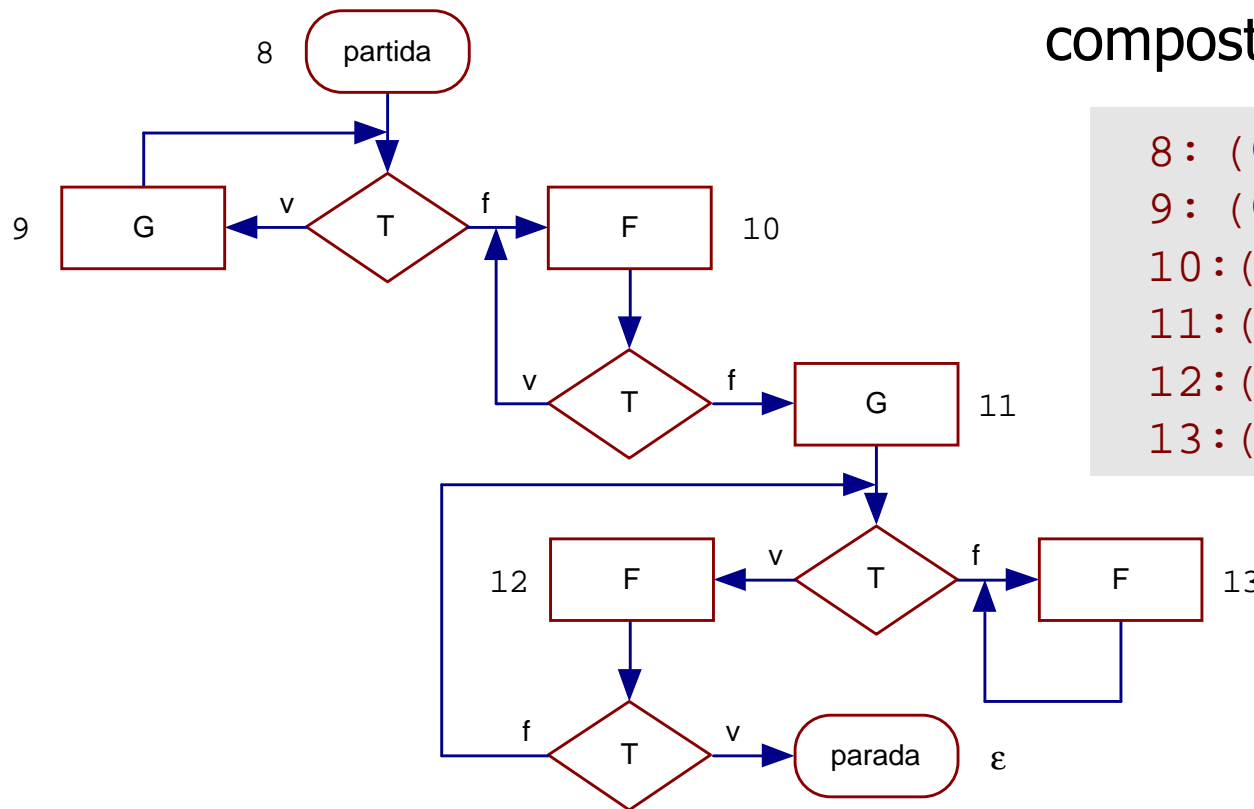 compost
8 partida
8: (
9: (
9 G v T f F 10
10:(
11:(
v T f G 11
12:(
13:(
12 F v T f F 13
f T v parada ε